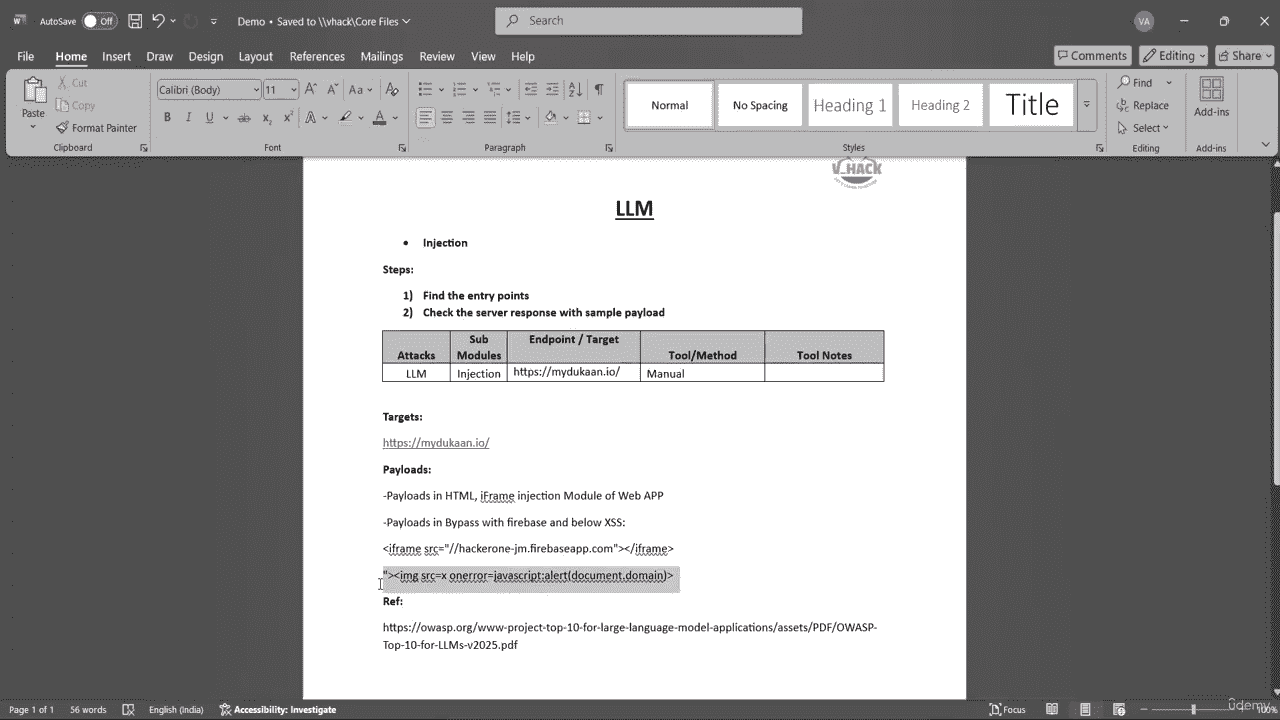 AutoSave Off Demo • Saved to \\vhack\Core Files Search VA
File Home Insert Draw Design Layout References Mailings Review View Help Comments Editing Share
Paste Cut Copy Format Painter Clipboard
Calibri (Body) 11 Font
Paragraph
Normal No Spacing Heading 1 Heading 2 Title Styles
Find Replace Select Editing
Add-ins Add-ins
V_HACK
LLM
• Injection
Steps:
1) Find the entry points
2) Check the server response with sample payload
Attacks Sub Modules Endpoint / Target Tool/Method Tool Notes
LLM Injection https://mydukaan.io/ Manual
Targets:
https://mydukaan.io/
Payloads:
-Payloads in HTML, iFrame injection Module of Web APP
-Payloads in Bypass with firebase and below XSS:
<iframe src="//hackerone-jm.firebaseapp.com"></iframe>
"><img src=x onerror=javascript:alert(document.domain)>
Ref:
https://owasp.org/www-project-top-10-for-large-language-model-applications/assets/PDF/OWASP-
Top-10-for-LLMs-v2025.pdf
Page 1 of 1 56 words English (India) Accessibility: Investigate Focus